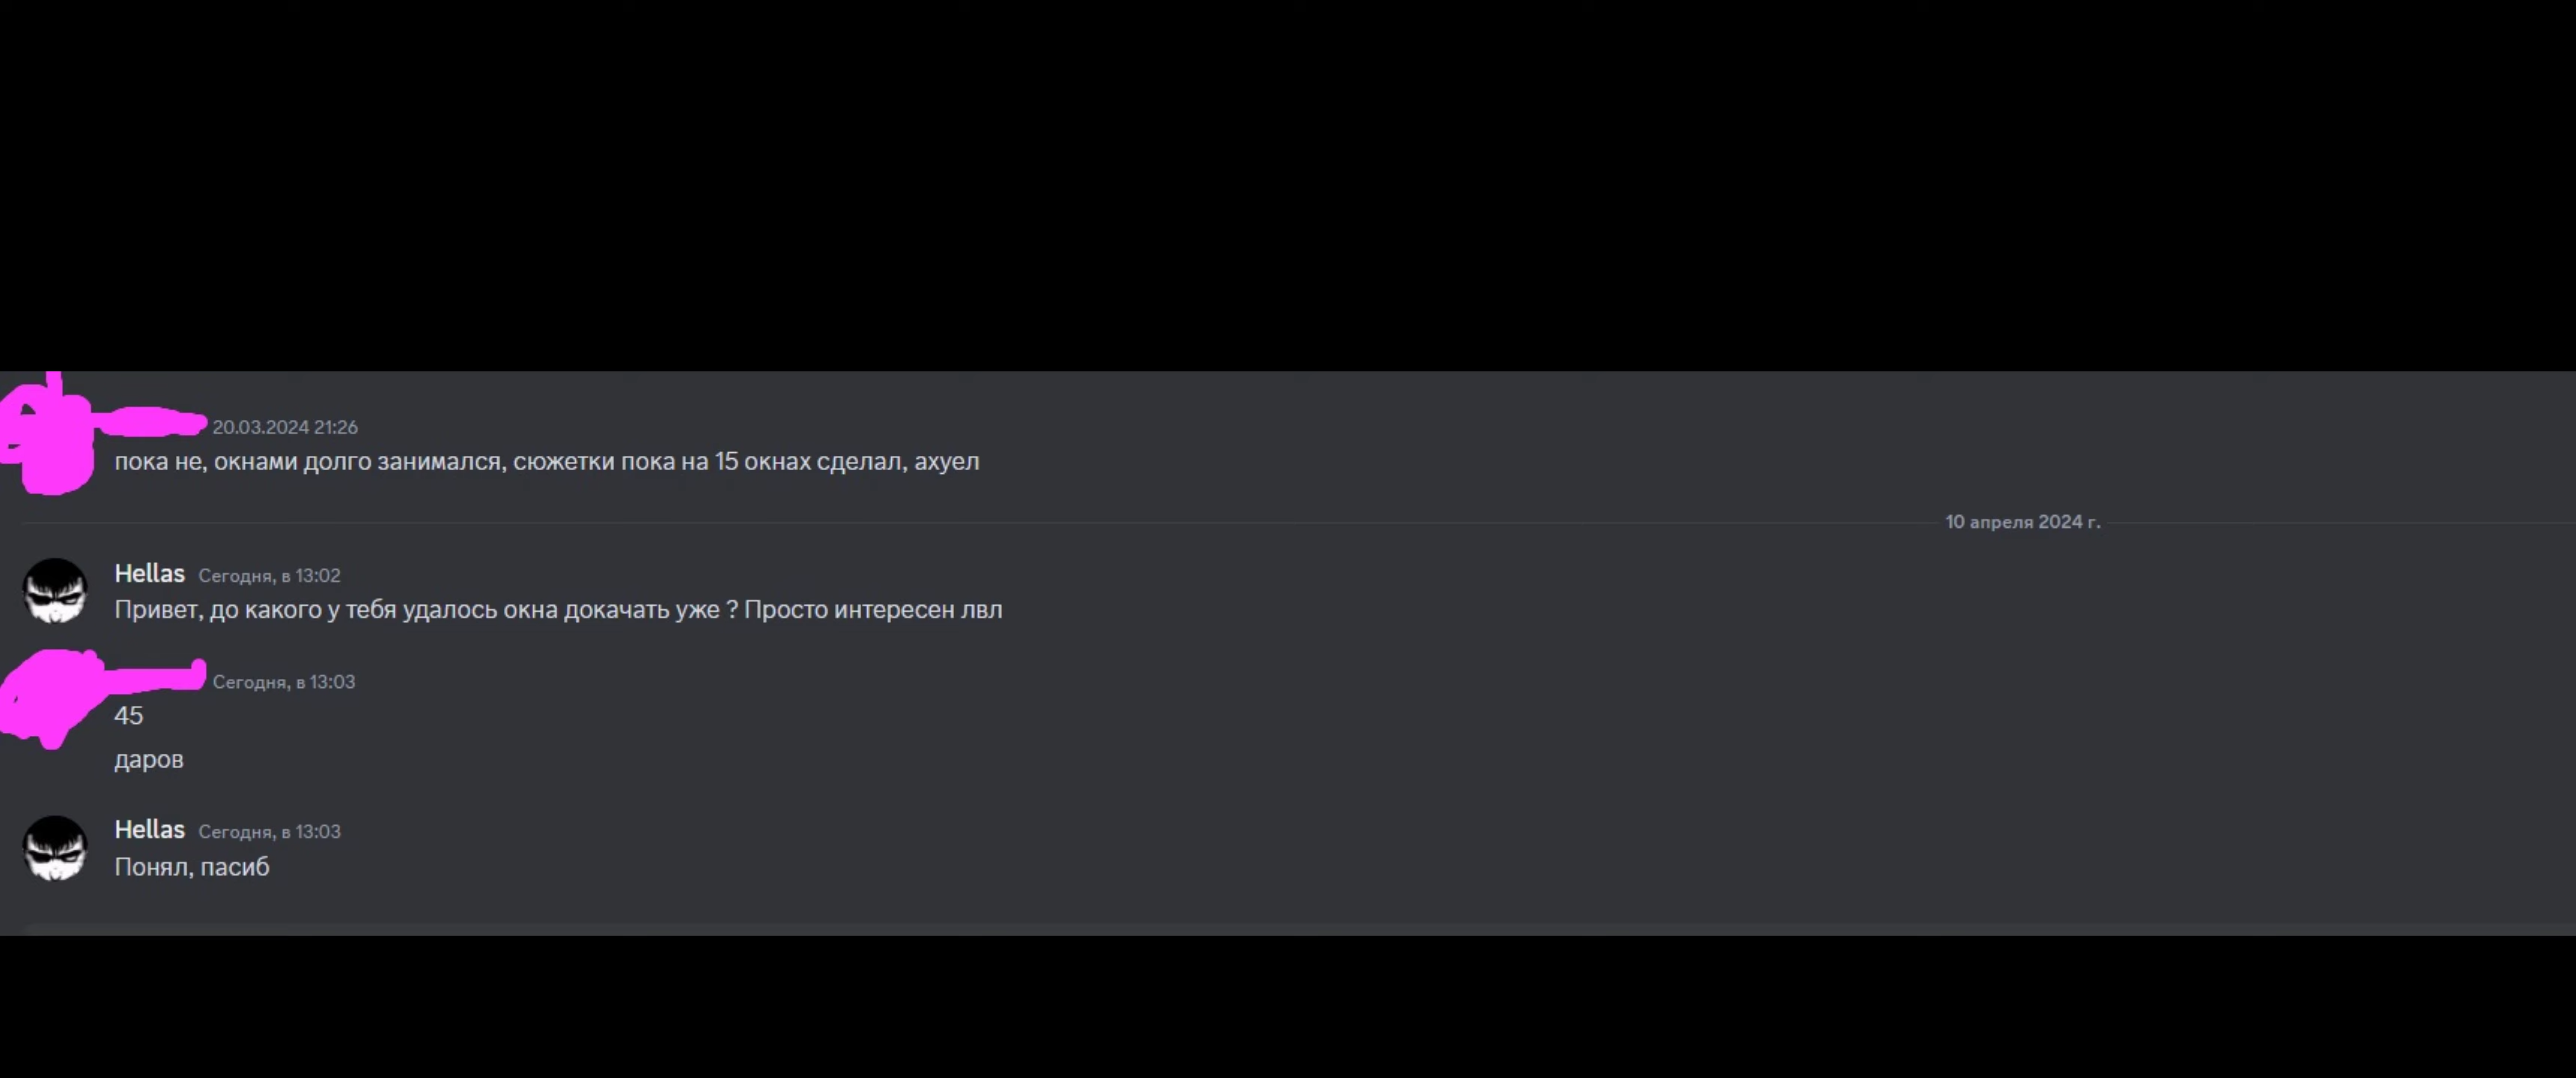 20.03.2024 21:26
пока не, окнами долго занимался, сюжетки пока на 15 окнах сделал, ахуел
10 апреля 2024 г.
Hellas Сегодня, в 13:02
Привет, до какого у тебя удалось окна докачать уже ? Просто интересен лвл
Сегодня, в 13:03
45
даров
Hellas Сегодня, в 13:03
Понял, пасиб